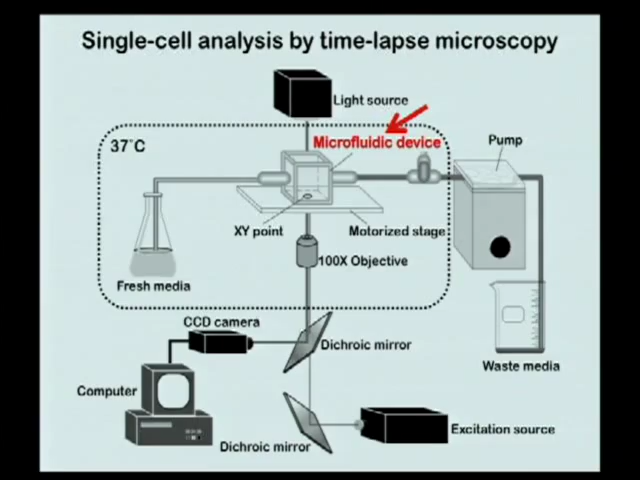 Single-cell analysis by time-lapse microscopy
Light source
37°C
Microfluidic device
Pump
XY point
Motorized stage
100X Objective
Fresh media
CCD camera
Dichroic mirror
Waste media
Computer
Dichroic mirror
Excitation source